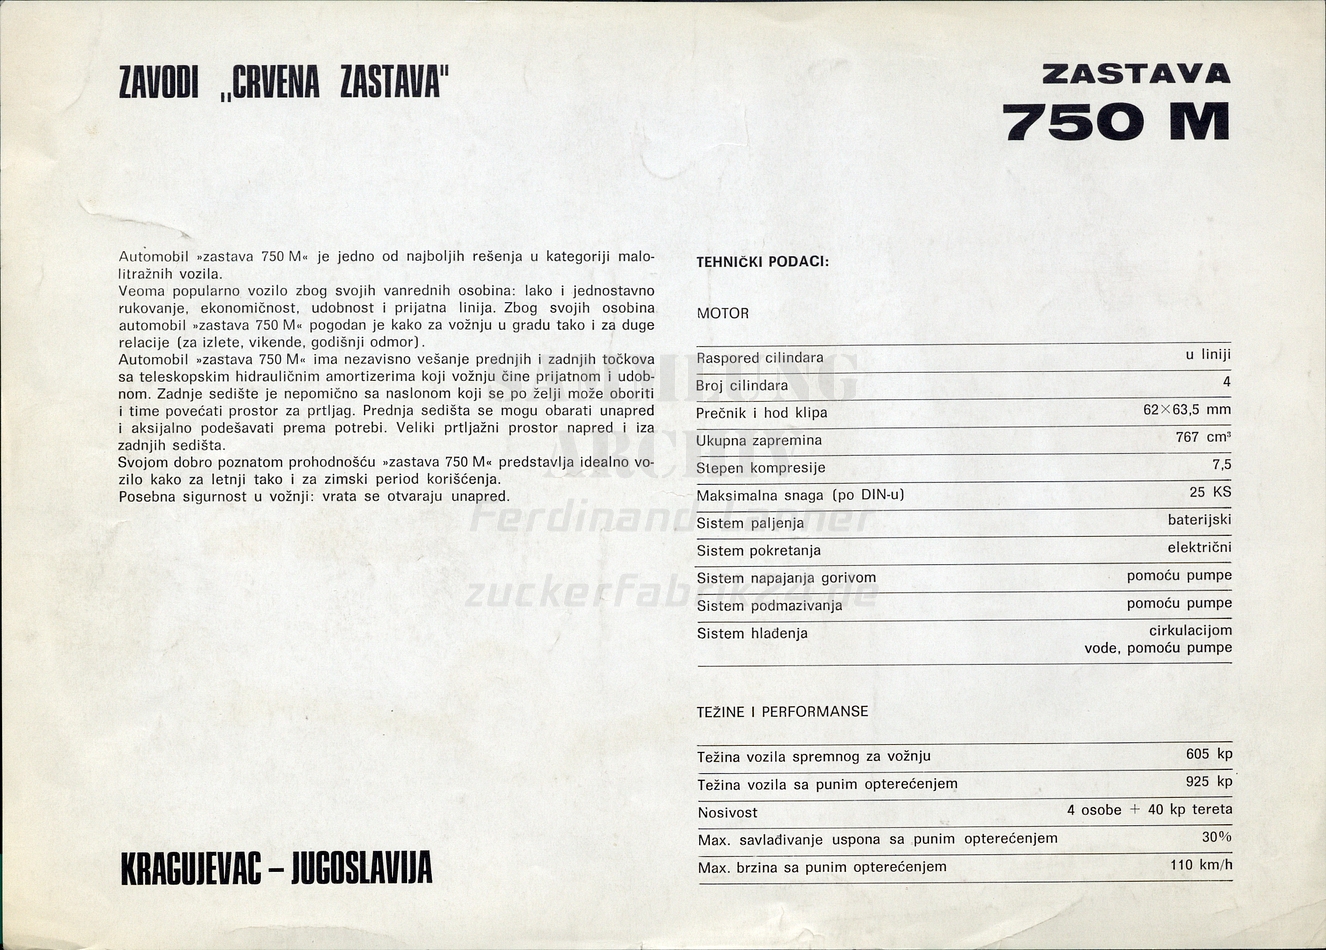 ZAVODI „CRVENA ZASTAVA"
ZASTAVA
750 M
Automobil »zastava 750 M« je jedno od najboljih rešenja u kategoriji malo-
litražnih vozila.
Veoma popularno vozilo zbog svojih vanrednih osobina: lako i jednostavno
rukovanje, ekonomičnost, udobnost i prijatna linija. Zbog svojih osobina
automobil »zastava 750 M« pogodan je kako za vožnju u gradu tako i za duge
relacije (za izlete, vikende, godišnji odmor).
Automobil »zastava 750 M« ima nezavisno vešanje prednjih i zadnjih točkova
sa teleskopskim hidrauličnim amortizerima koji vožnju čine prijatnom i udob-
nom. Zadnje sedište je nepomično sa naslonom koji se po želji može oboriti
i time povećati prostor za prtljag. Prednja sedišta se mogu obarati unapred
i aksijalno podešavati prema potrebi. Veliki prtljažni prostor napred i iza
zadnjih sedišta.
Svojom dobro poznatom prohodnošću »zastava 750 M« predstavlja idealno vo-
zilo kako za letnji tako i za zimski period korišćenja.
Posebna sigurnost u vožnji: vrata se otvaraju unapred.
KRAGUJEVAC – JUGOSLAVIJA
TEHNIČKI PODACI:
MOTOR
Raspored cilindara u liniji
Broj cilindara 4
Prečnik i hod klipa 62×63,5 mm
Ukupna zapremina 767 cm³
Stepen kompresije 7,5
Maksimalna snaga (po DIN-u) 25 KS
Sistem paljenja baterijski
Sistem pokretanja električni
Sistem napajanja gorivom pomoću pumpe
Sistem podmazivanja pomoću pumpe
Sistem hlađenja cirkulacijom
vode, pomoću pumpe
TEŽINE I PERFORMANSE
Težina vozila spremnog za vožnju 605 kp
Težina vozila sa punim opterećenjem 925 kp
Nosivost 4 osobe + 40 kp tereta
Max. savlađivanje uspona sa punim opterećenjem 30%
Max. brzina sa punim opterećenjem 110 km/h
SAMMLUNG
ARCHIV
Ferdinand Lanner
zuckerfabrik24.de